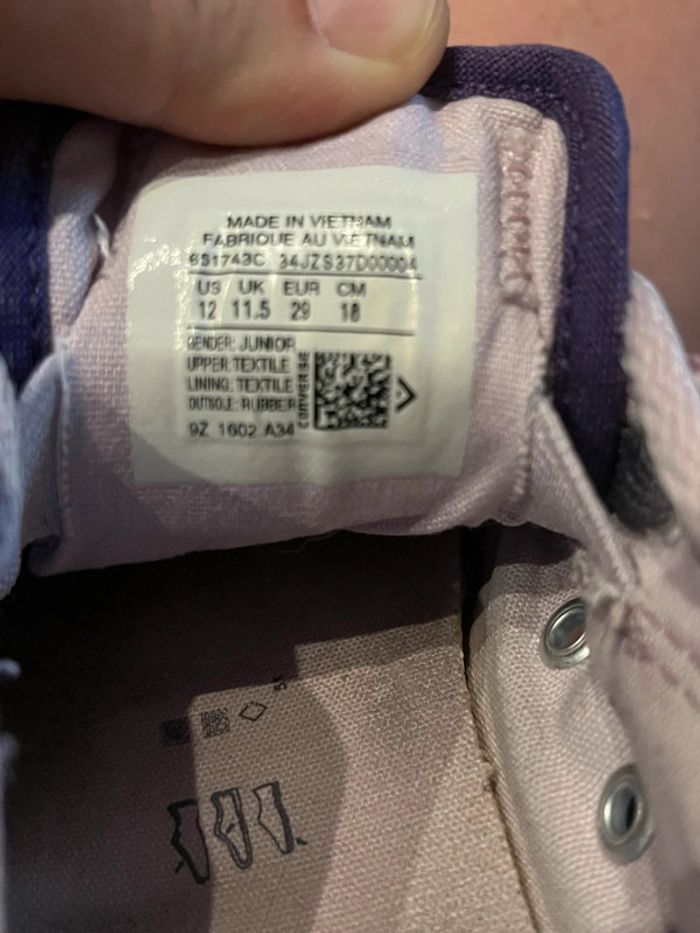 MADE IN VIETNAM
FABRIQUE AU VIETNAM
651743C 34JZS37D00004
US UK EUR CM
12 11.5 29 18
GENDER: JUNIOR
UPPER: TEXTILE
LINING: TEXTILE
OUTSOLE: RUBBER
CONVERSE
9Z 1602 A34